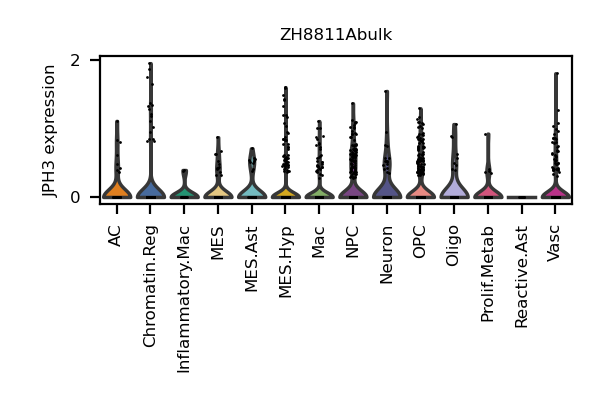 ZH8811Abulk
JPH3 expression
2
0
AC
Chromatin.Reg
Inflammatory.Mac
MES
MES.Ast
MES.Hyp
Mac
NPC
Neuron
OPC
Oligo
Prolif.Metab
Reactive.Ast
Vasc